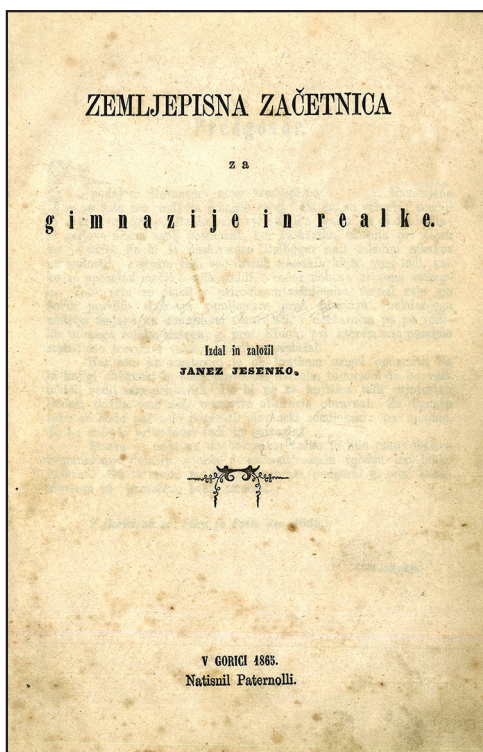 ZEMLJEPISNA ZAČETNICA
za
gimnazije in realke.
Izdal in založil
JANEZ JESENKO.
V GORICI 1865.
Natisnil Paternolli.